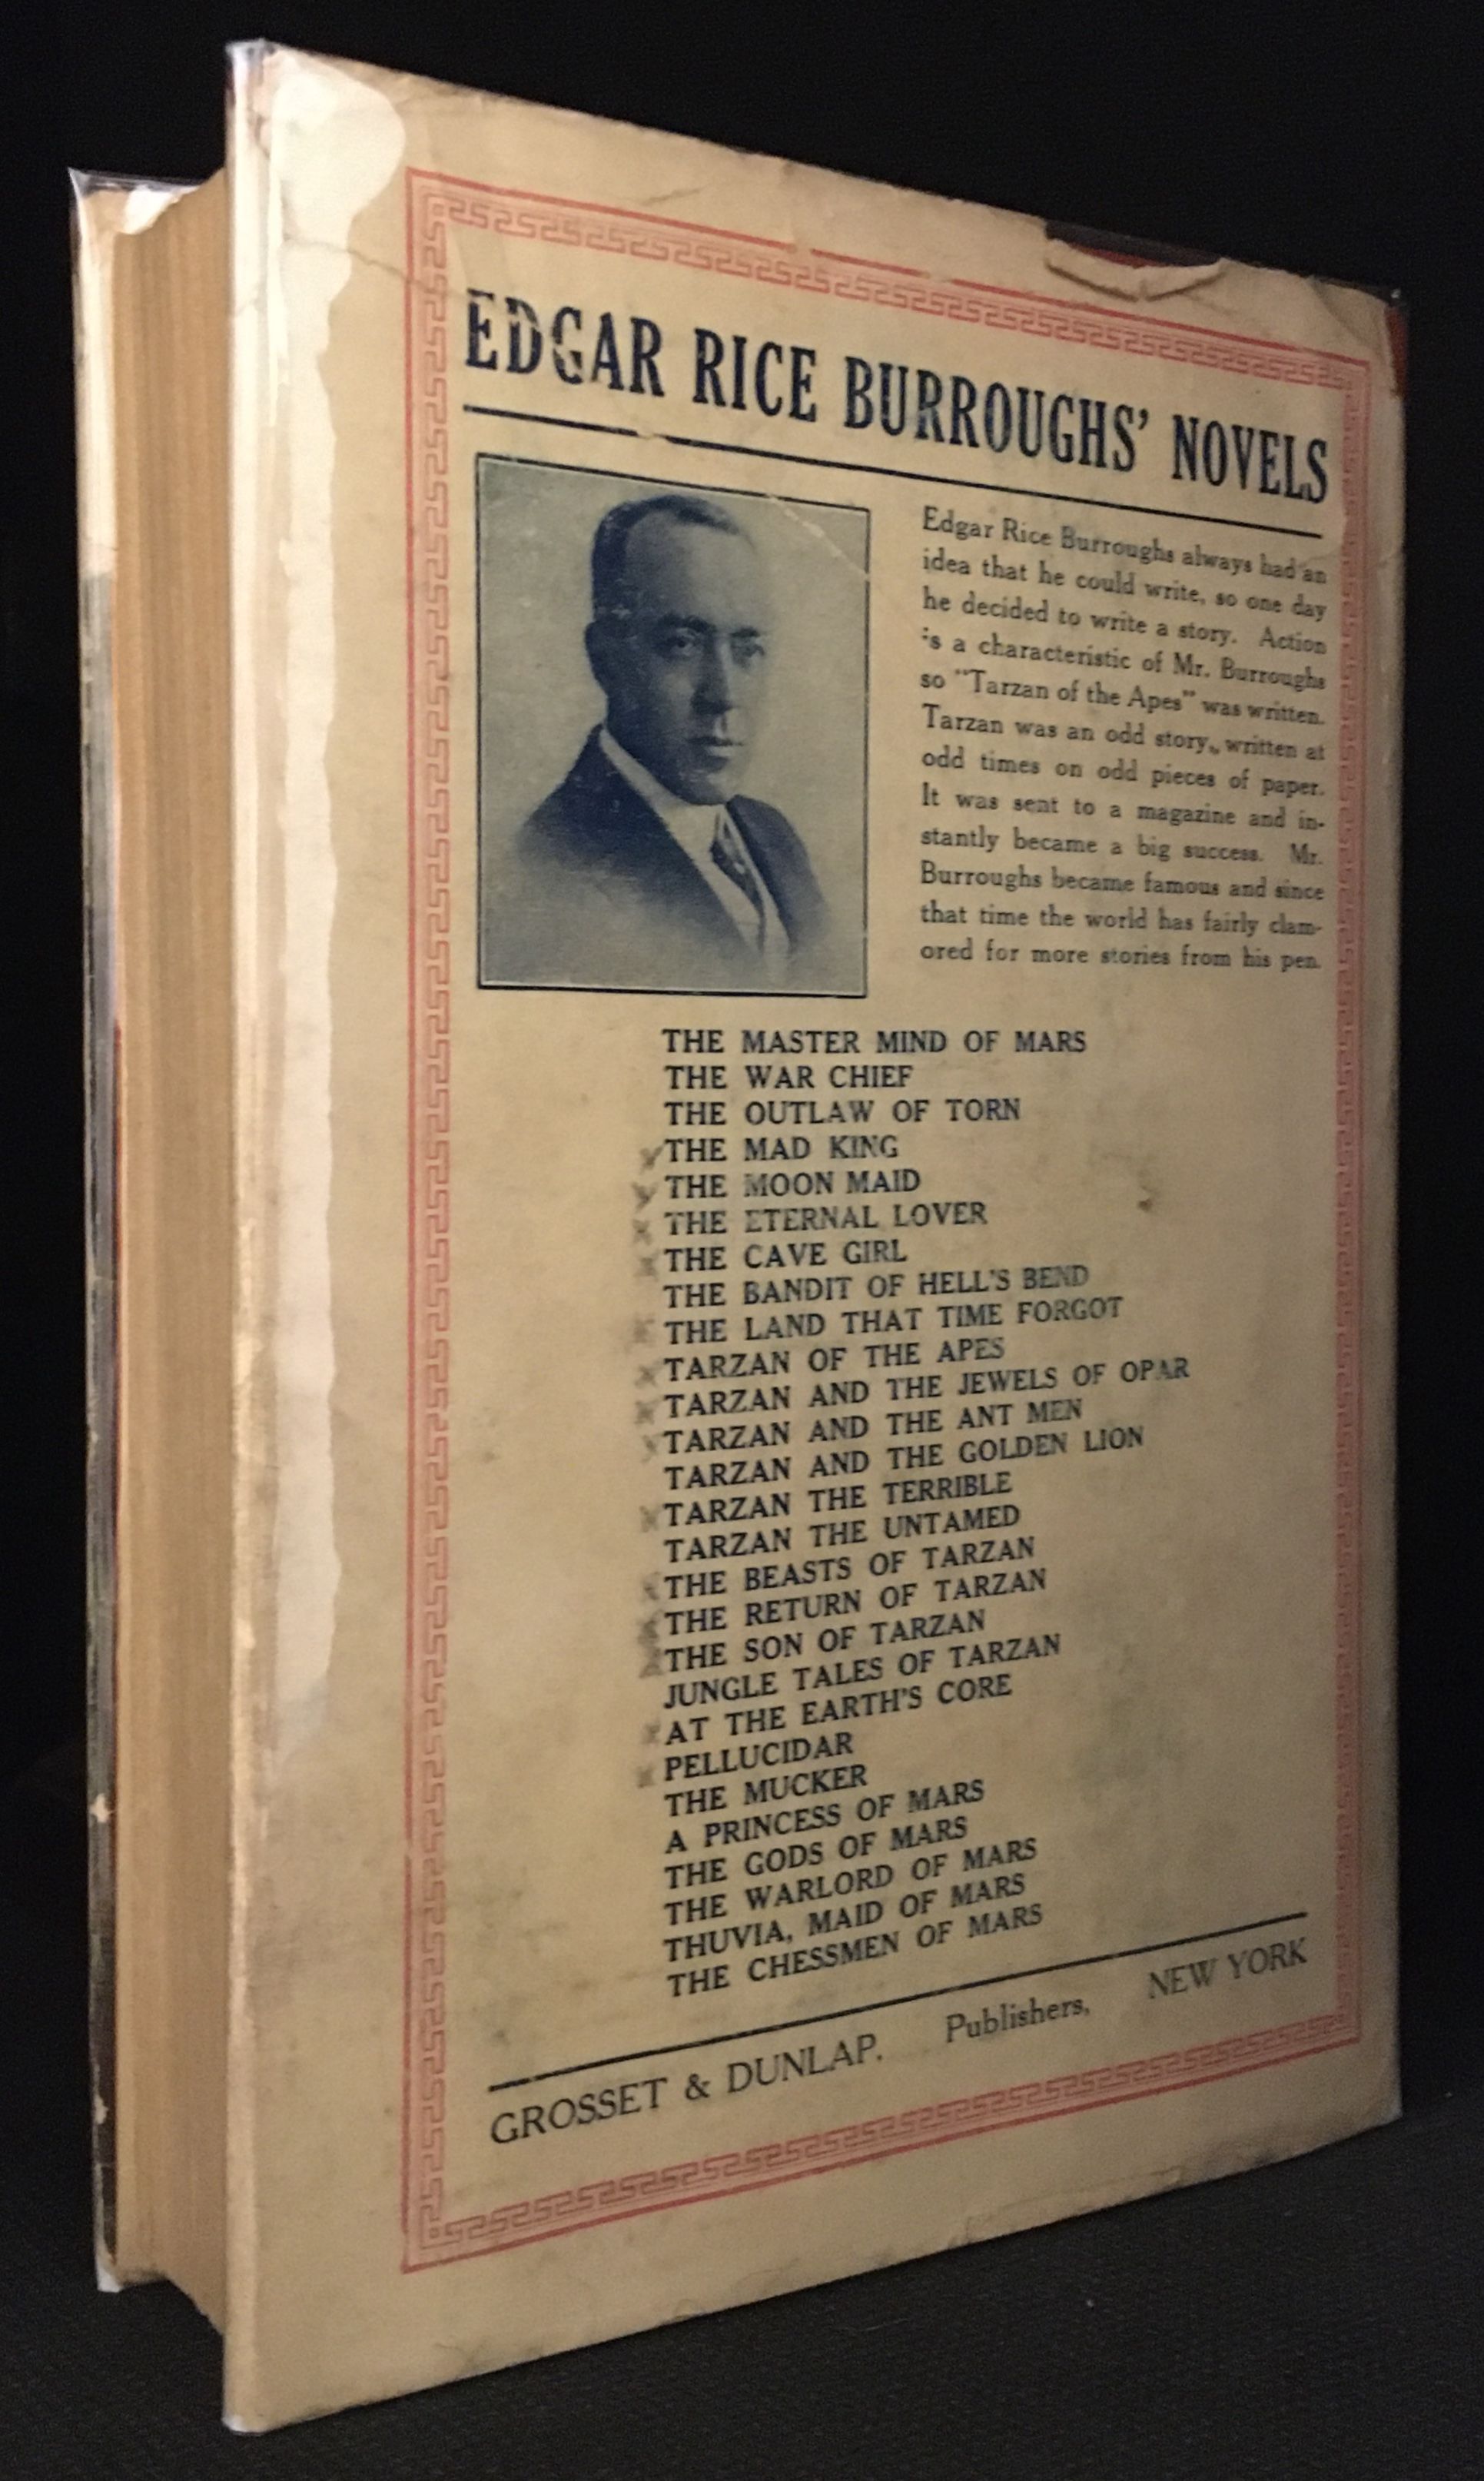 EDGAR RICE BURROUGHS' NOVELS
Edgar Rice Burroughs always had an
idea that he could write, so one day
he decided to write a story. Action
is a characteristic of Mr. Burroughs
so "Tarzan of the Apes" was written.
Tarzan was an odd story, written at
odd times on odd pieces of paper.
It was sent to a magazine and in-
stantly became a big success. Mr.
Burroughs became famous and since
that time the world has fairly clam-
ored for more stories from his pen.
THE MASTER MIND OF MARS
THE WAR CHIEF
THE OUTLAW OF TORN
THE MAD KING
THE MOON MAID
THE ETERNAL LOVER
THE CAVE GIRL
THE BANDIT OF HELL'S BEND
THE LAND THAT TIME FORGOT
TARZAN OF THE APES
TARZAN AND THE JEWELS OF OPAR
TARZAN AND THE ANT MEN
TARZAN AND THE GOLDEN LION
TARZAN THE TERRIBLE
TARZAN THE UNTAMED
THE BEASTS OF TARZAN
THE RETURN OF TARZAN
THE SON OF TARZAN
JUNGLE TALES OF TARZAN
AT THE EARTH'S CORE
PELLUCIDAR
THE MUCKER
A PRINCESS OF MARS
THE GODS OF MARS
THE WARLORD OF MARS
THUVIA, MAID OF MARS
THE CHESSMEN OF MARS
GROSSET & DUNLAP, Publishers, NEW YORK